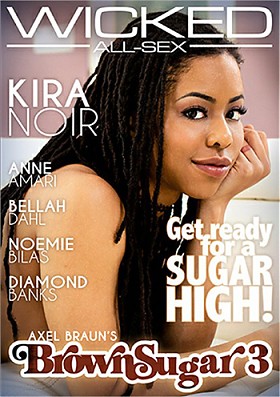 WICKED
ALL-SEX
KIRA
NOIR
ANNE
AMARI
BELLAH
DAHL
NOEMIE
BILAS
DIAMOND
BANKS
Get ready
for a
SUGAR
HIGH!
AXEL BRAUN'S
BrownSugar 3